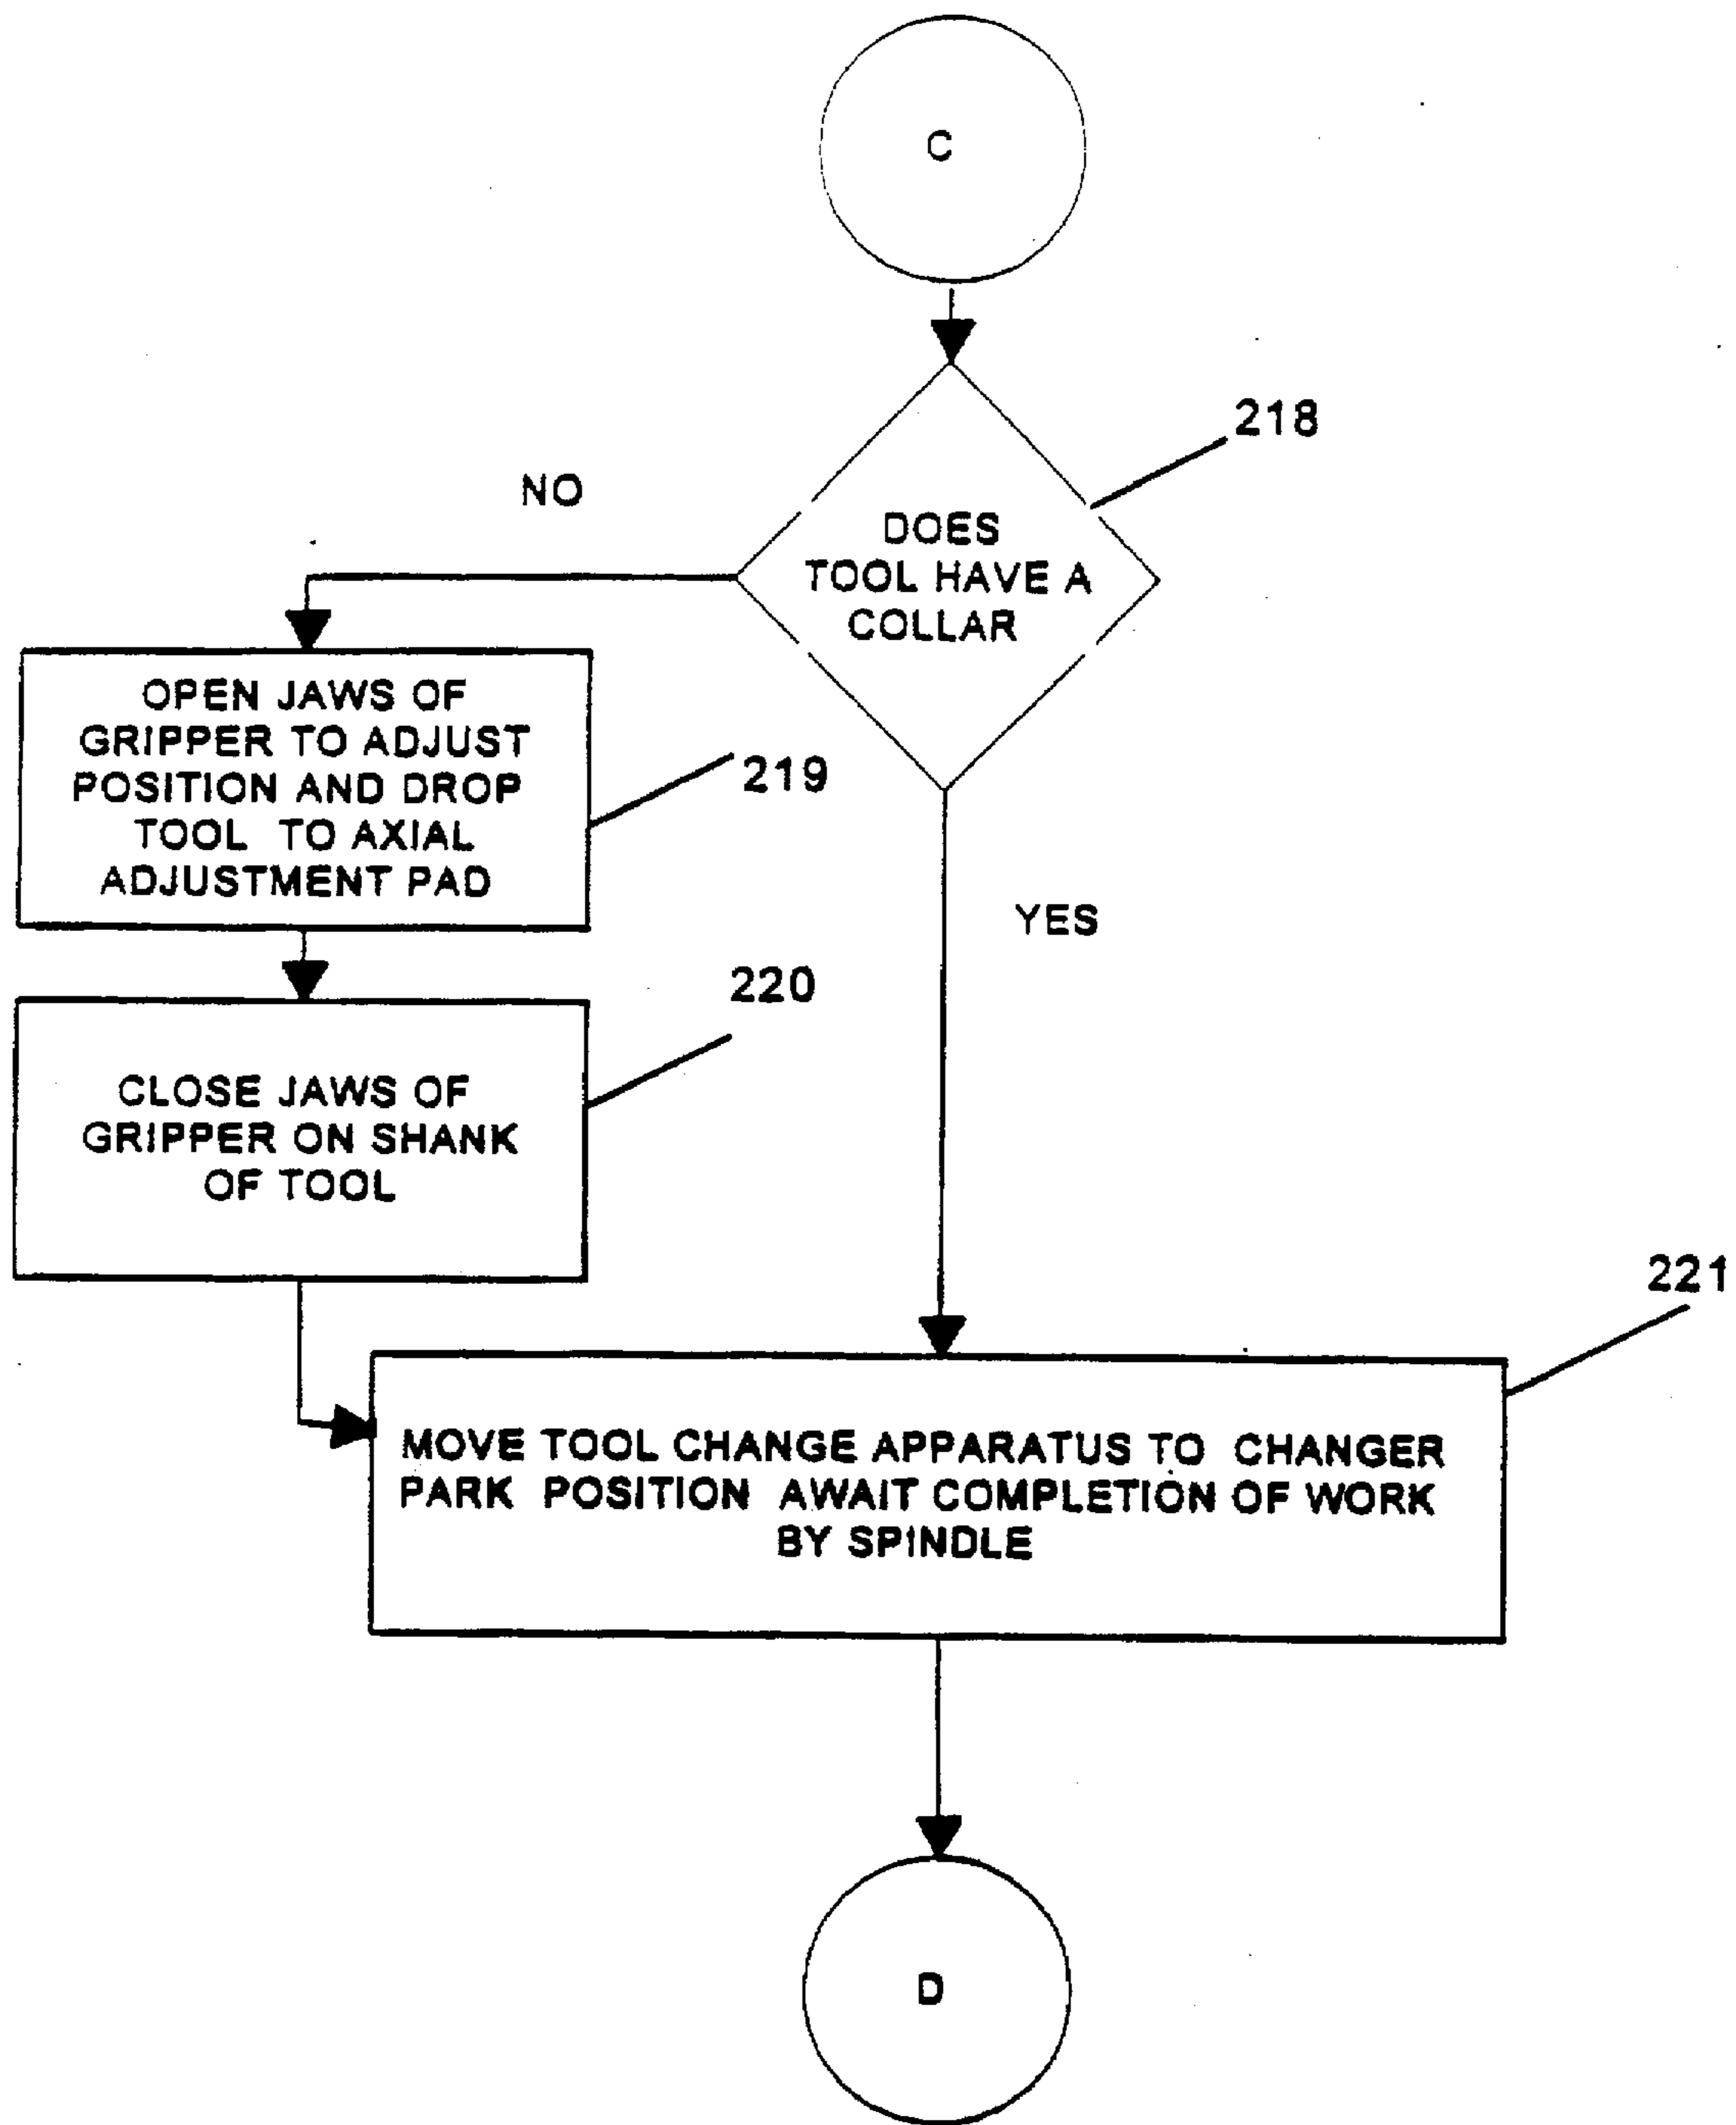 C
218
NO
DOES
TOOL HAVE A
COLLAR
OPEN JAWS OF
GRIPPER TO ADJUST
POSITION AND DROP
TOOL TO AXIAL
ADJUSTMENT PAD
219
YES
220
CLOSE JAWS OF
GRIPPER ON SHANK
OF TOOL
221
MOVE TOOL CHANGE APPARATUS TO CHANGER
PARK POSITION AWAIT COMPLETION OF WORK
BY SPINDLE
D